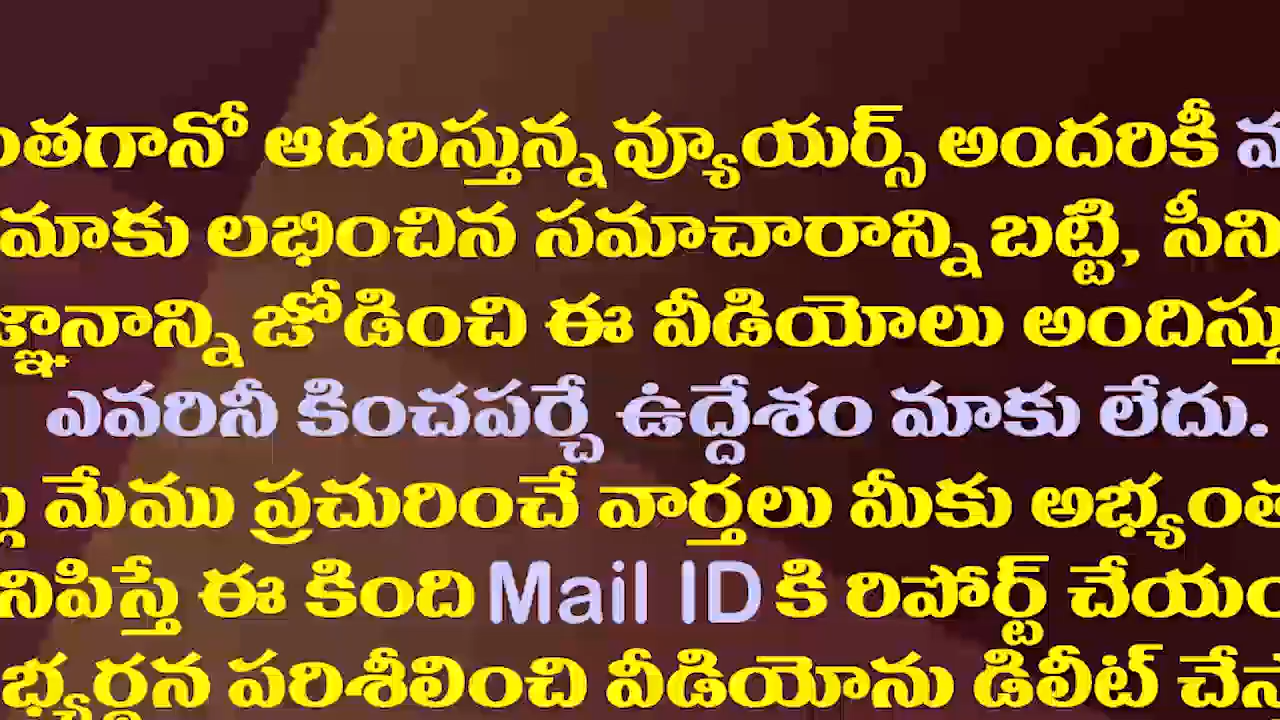 ంతగానో ఆదరిస్తున్న వ్యూయర్స్ అందరికీ
మాకు లభించిన సమాచారాన్ని బట్టి, సీని
జ్ఞానాన్ని జోడించి ఈ వీడియోలు అందిస్తు
ఎవరినీ కించపర్చే ఉద్దేశం మాకు లేదు.
మేము ప్రచురించే వార్తలు మీకు అభ్యంత
నిపిస్తే ఈ కింది Mail ID కి రిపోర్ట్ చేయం
భ్యర్థన పరిశీలించి వీడియోను డిలీట్ చేస